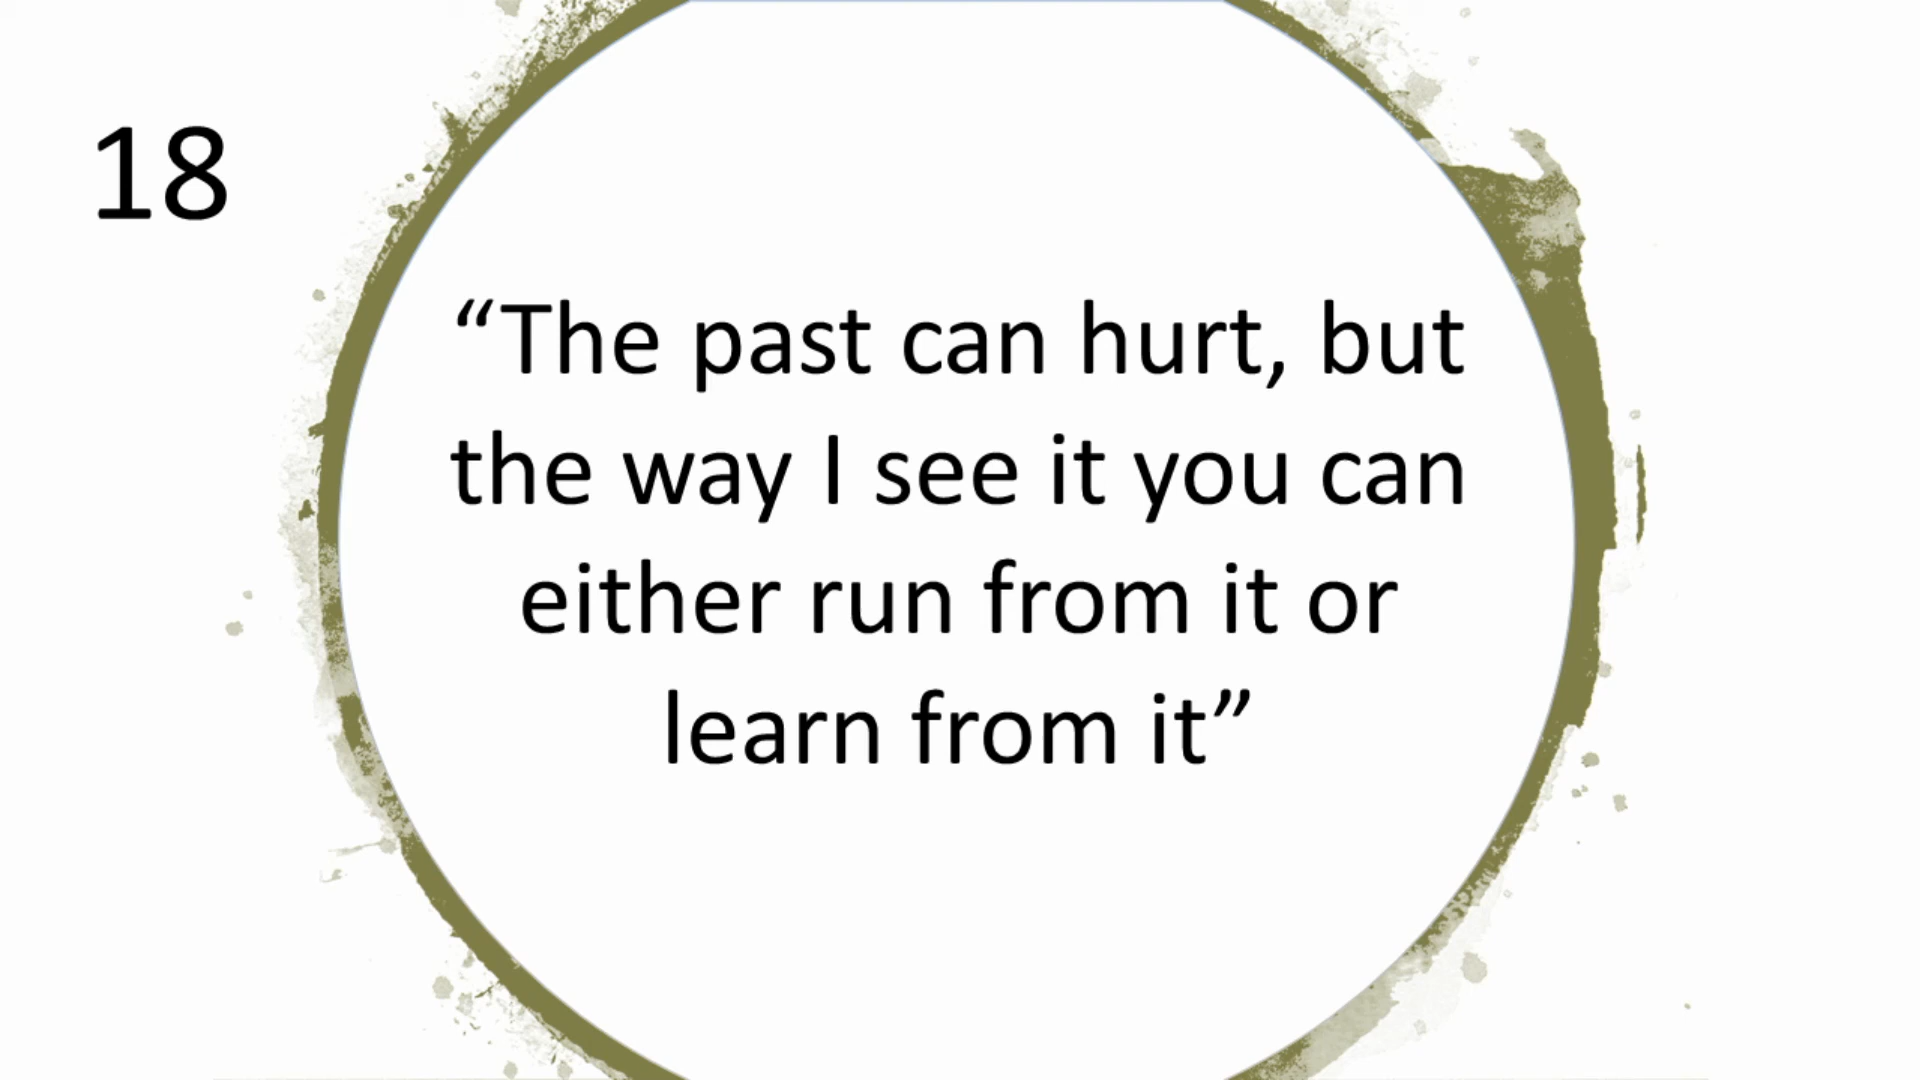 18
“The past can hurt, but
the way I see it you can
either run from it or
learn from it”